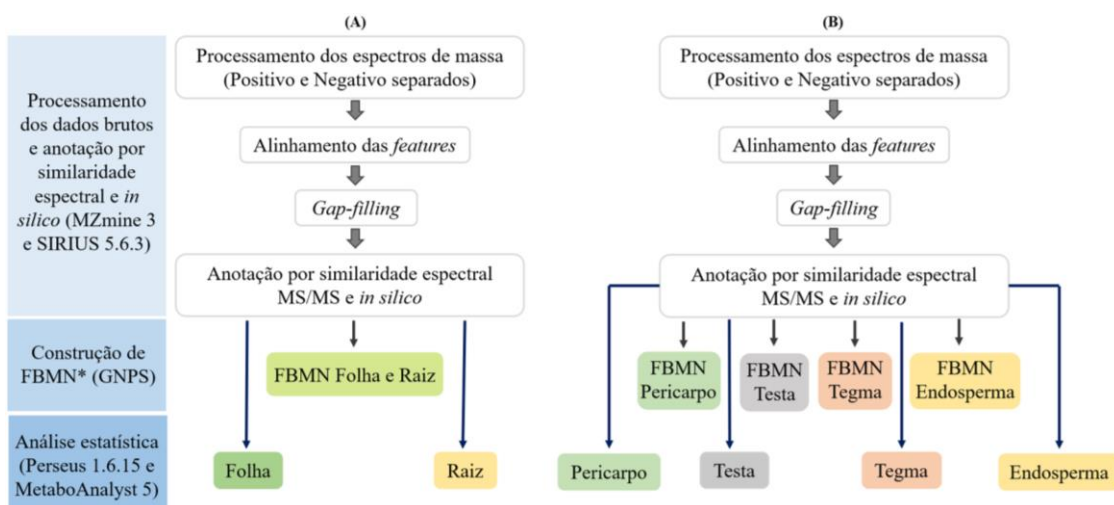 (A)
(B)
Processamento
dos dados brutos
e anotação por
similaridade
espectral e in
silico (MZmine 3
e SIRIUS 5.6.3)
Construção de
FBMN* (GNPS)
Análise estatística
(Perseus 1.6.15 e
MetaboAnalyst 5)
Processamento dos espectros de massa
(Positivo e Negativo separados)
Alinhamento das features
Gap-filling
Anotação por similaridade espectral
MS/MS e in silico
FBMN Folha e Raiz
Folha
Raiz
Processamento dos espectros de massa
(Positivo e Negativo separados)
Alinhamento das features
Gap-filling
Anotação por similaridade espectral
MS/MS e in silico
FBMN
Pericarpo
FBMN
Testa
FBMN
Tegma
FBMN
Endosperma
Pericarpo
Testa
Tegma
Endosperma